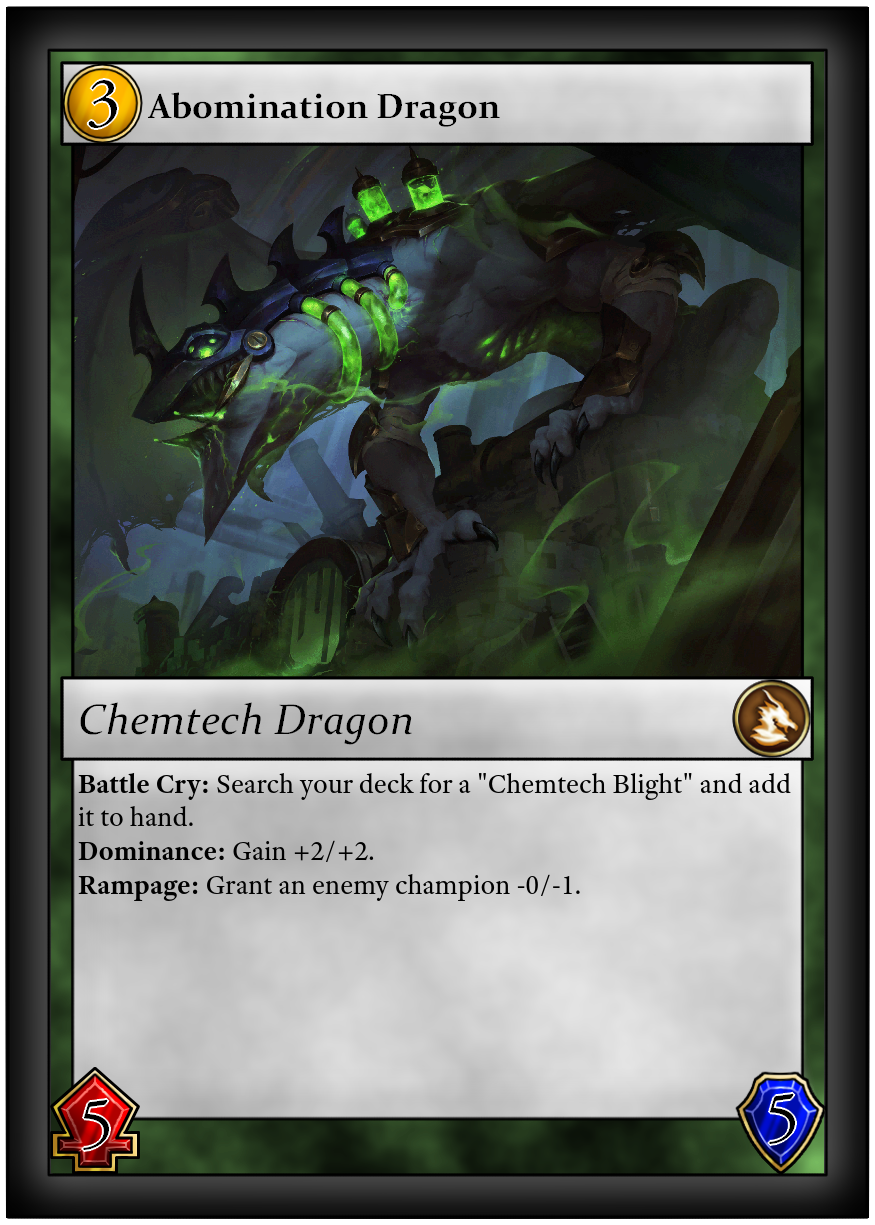 3
Abomination Dragon
Chemtech Dragon
Battle Cry: Search your deck for a "Chemtech Blight" and add
it to hand.
Dominance: Gain +2/+2.
Rampage: Grant an enemy champion -0/-1.
5
5